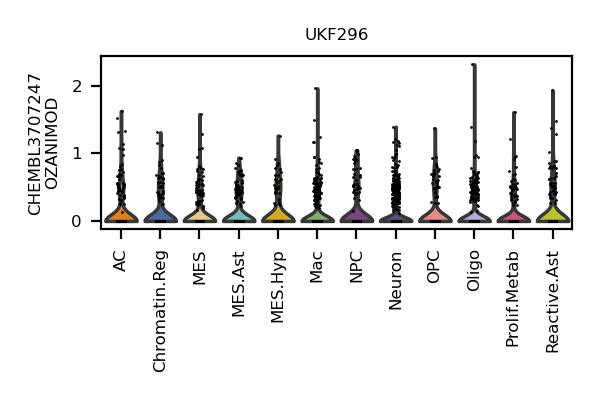 UKF296
CHEMBL3707247
OZANIMOD
2
1
0
AC
Chromatin.Reg
MES
MES.Ast
MES.Hyp
Mac
NPC
Neuron
OPC
Oligo
Prolif.Metab
Reactive.Ast